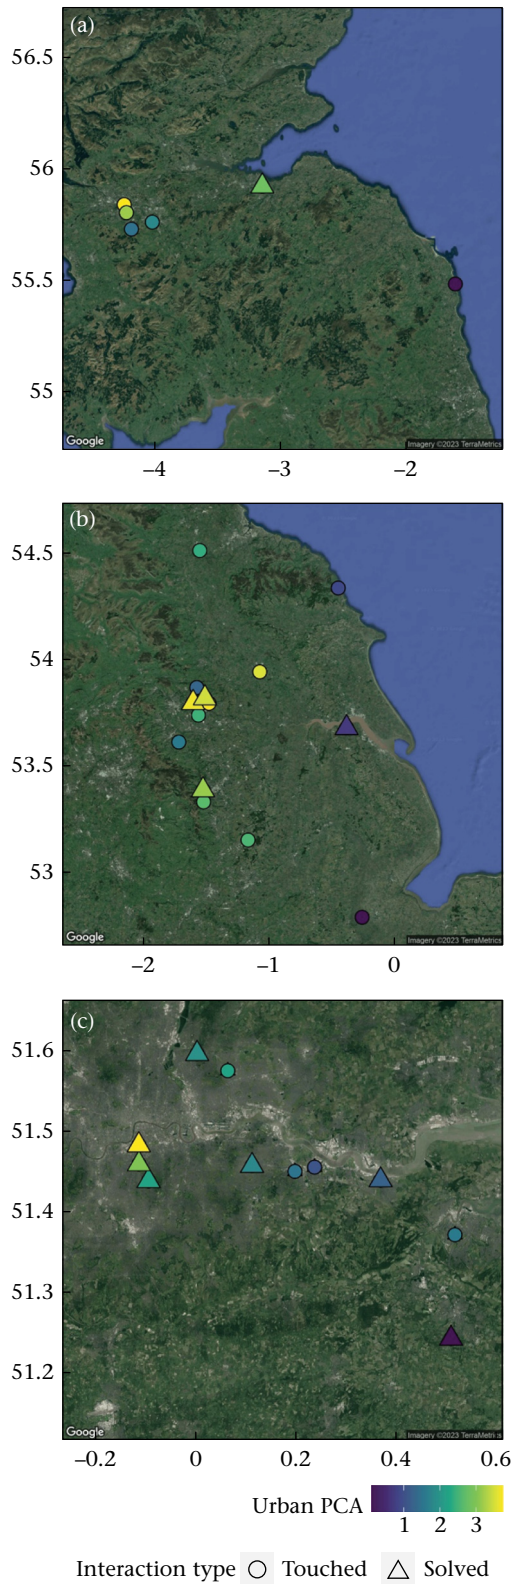 (a)
56.5
56
55.5
55
Google
Imagery ©2023 TerraMetrics
–4 –3 –2
(b)
54.5
54
53.5
53
Google
Imagery ©2023 TerraMetrics
–2 –1 0
(c)
51.6
51.5
51.4
51.3
51.2
Google
Imagery ©2023 TerraMetrics
–0.2 0 0.2 0.4 0.6
Urban PCA
1 2 3
Interaction type Touched Solved